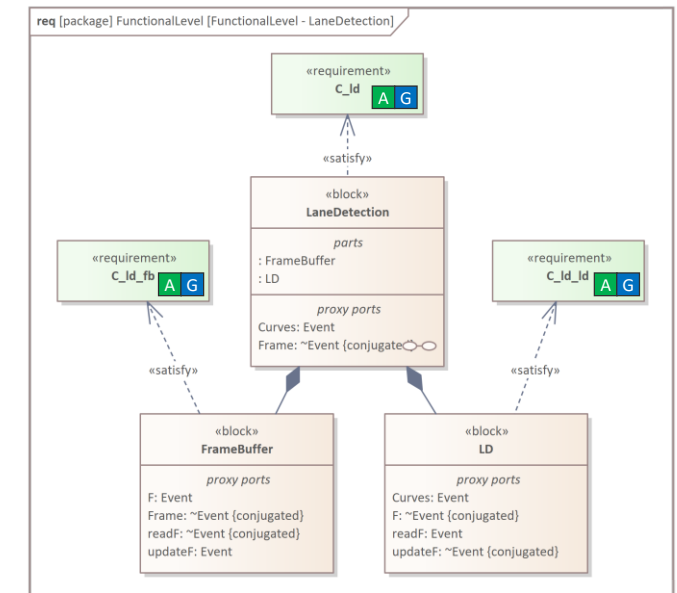 req [package] FunctionalLevel [FunctionalLevel - LaneDetection]
«requirement»
C_ld
A G
«satisfy»
«block»
LaneDetection
parts
: FrameBuffer
: LD
proxy ports
Curves: Event
Frame: ~Event {conjugated}
«requirement»
C_ld_fb
A G
«requirement»
C_ld_ld
A G
«satisfy»
«satisfy»
«block»
FrameBuffer
proxy ports
F: Event
Frame: ~Event {conjugated}
readF: ~Event {conjugated}
updateF: Event
«block»
LD
proxy ports
Curves: Event
F: ~Event {conjugated}
readF: Event
updateF: ~Event {conjugated}